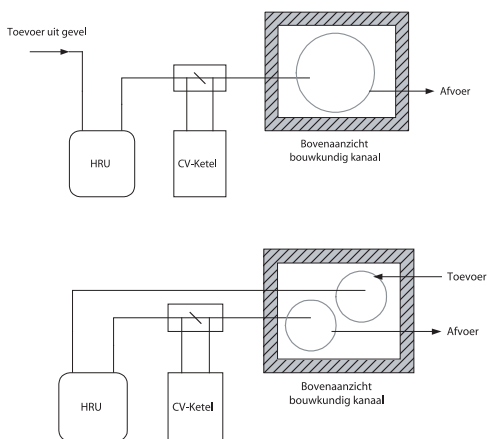 Toevoer uit gevel
HRU
CV-Ketel
Afvoer
Bovenaanzicht
bouwkundig kanaal
Toevoer
Afvoer
HRU
CV-Ketel
Bovenaanzicht
bouwkundig kanaal